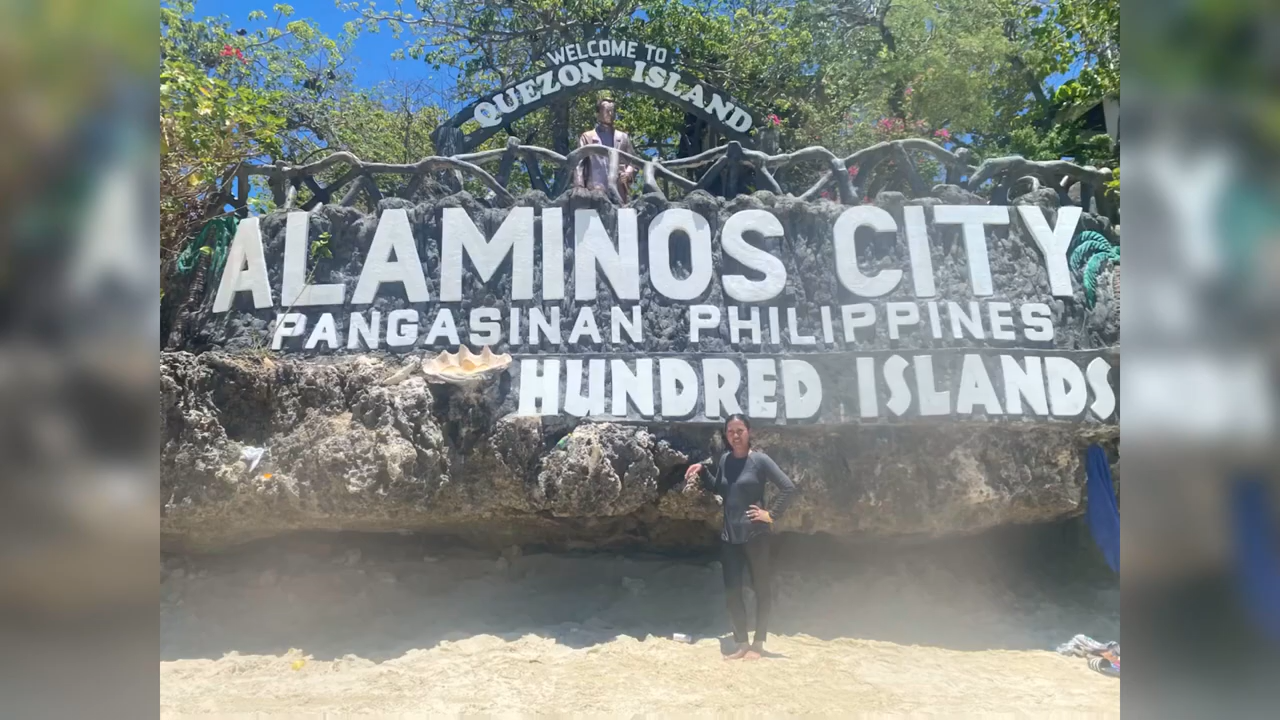 WELCOME TO
QUEZON ISLAND
ALAMINOS CITY
PANGASINAN PHILIPPINES
HUNDRED ISLANDS